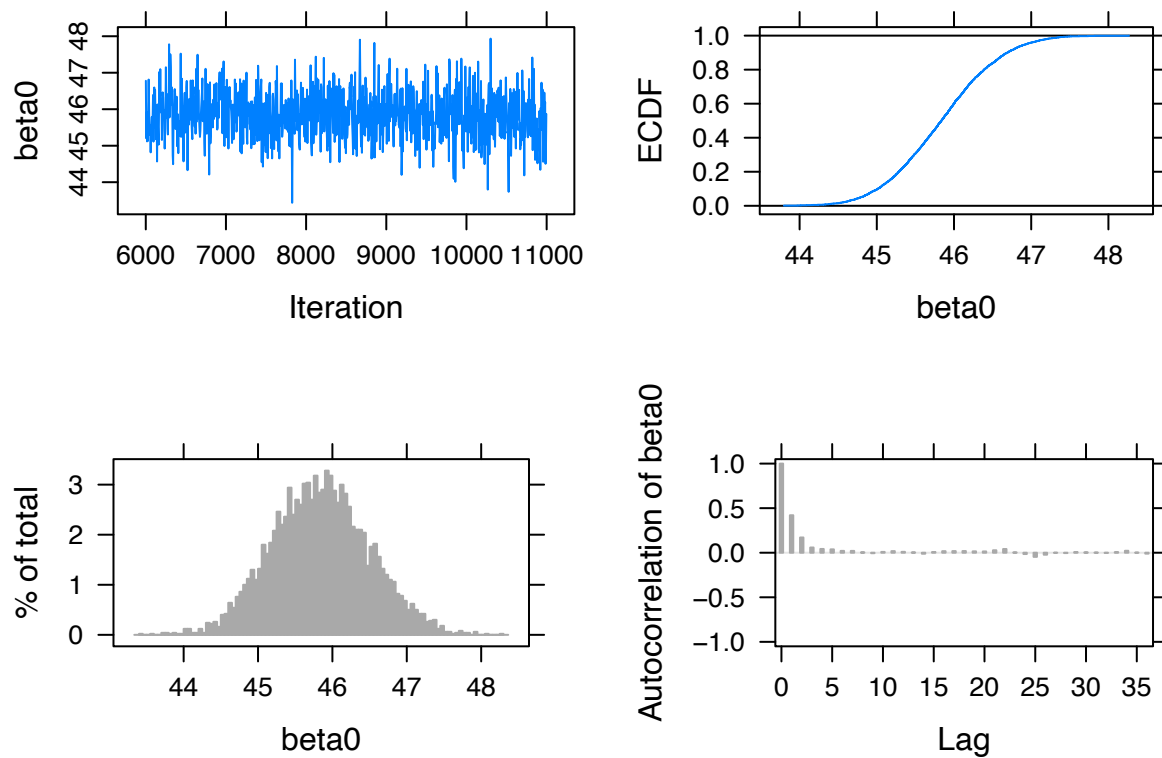 beta0
44 45 46 47 48
6000 7000 8000 9000 10000 11000
Iteration
ECDF
1.0
0.8
0.6
0.4
0.2
0.0
44 45 46 47 48
beta0
% of total
3
2
1
0
44 45 46 47 48
beta0
Autocorrelation of beta0
1.0
0.5
0.0
−0.5
−1.0
0 5 10 15 20 25 30 35
Lag